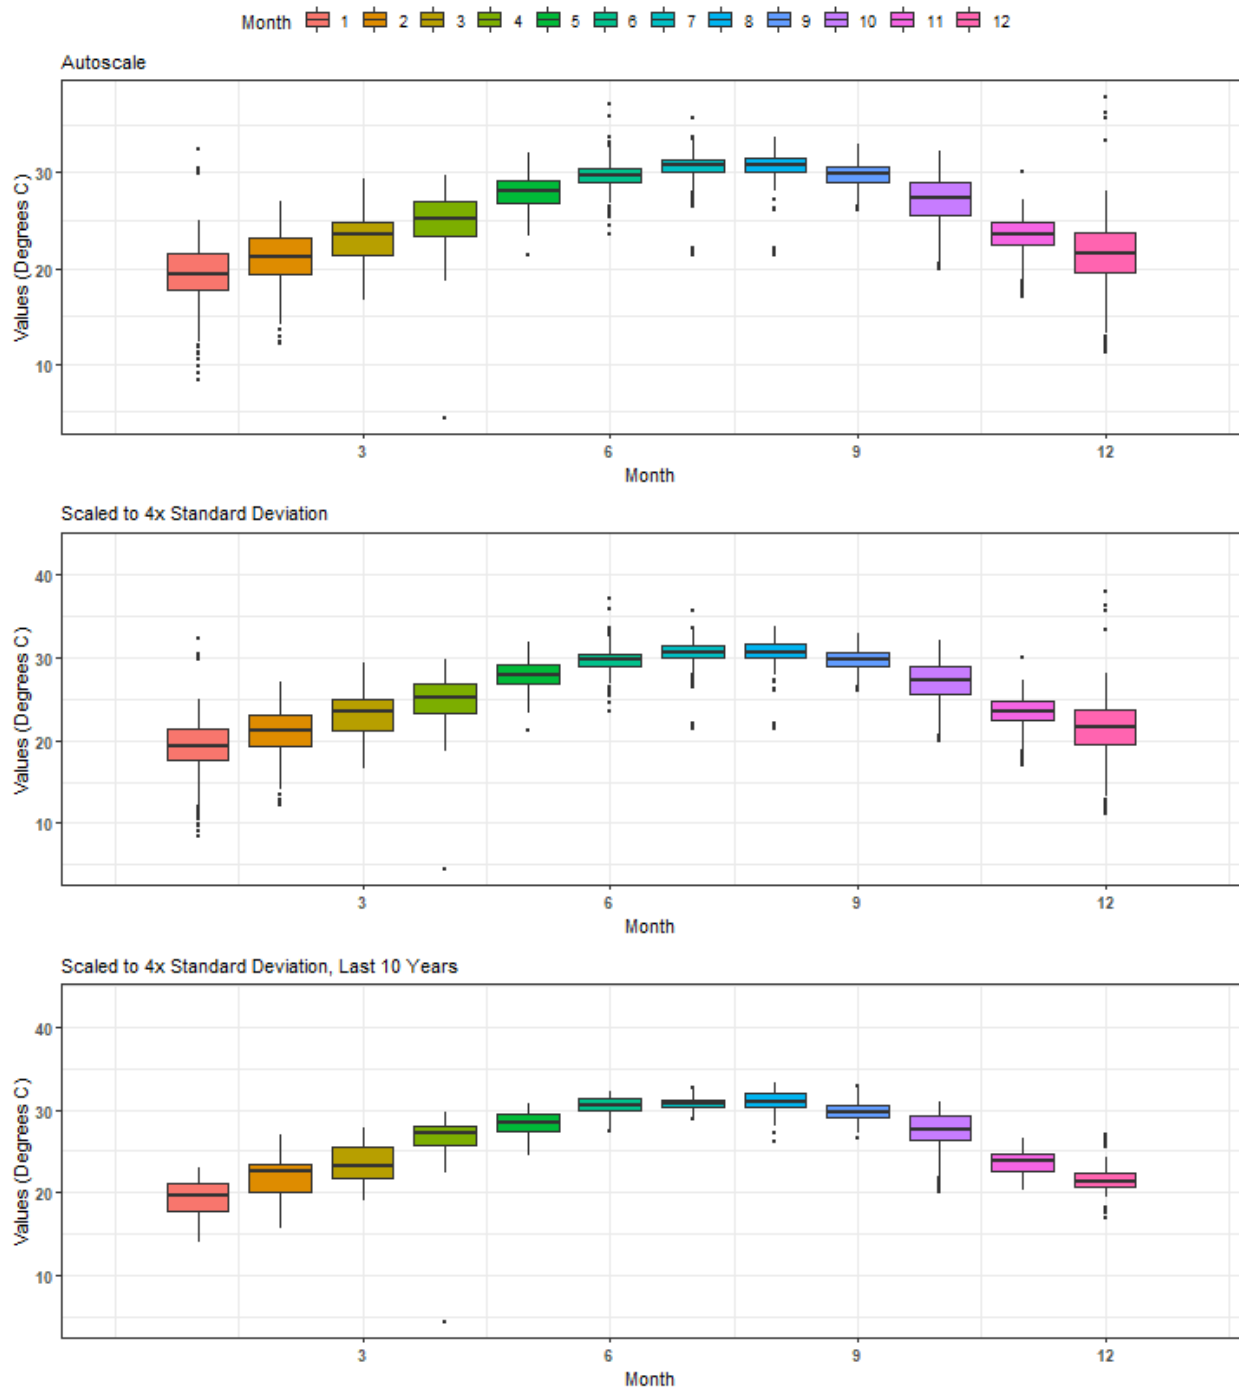 Month 1 2 3 4 5 6 7 8 9 10 11 12
Autoscale
Values (Degrees C)
30
20
10
3 6 9 12
Month
Scaled to 4x Standard Deviation
Values (Degrees C)
40
30
20
10
3 6 9 12
Month
Scaled to 4x Standard Deviation, Last 10 Years
Values (Degrees C)
40
30
20
10
3 6 9 12
Month